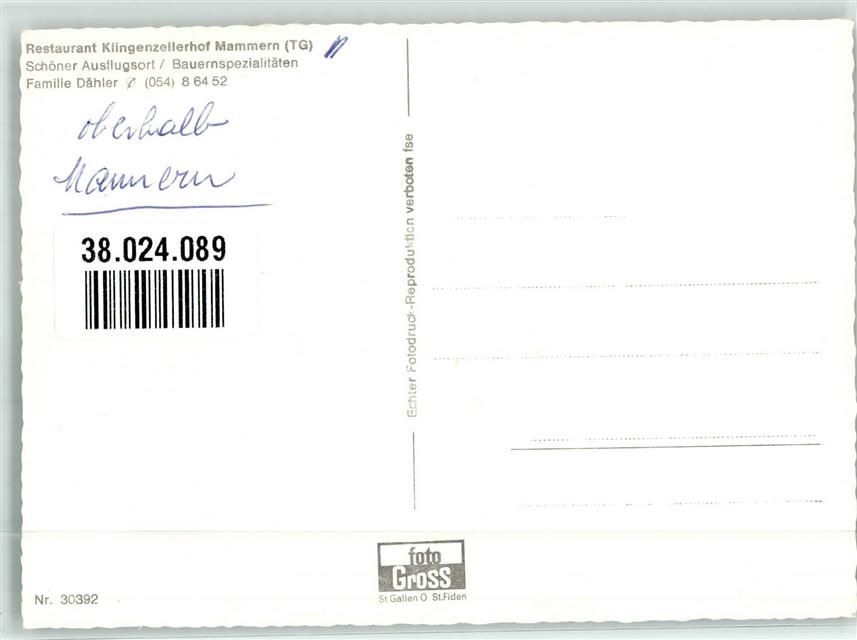 Restaurant Klingenzellerhof Mammern (TG)
Schöner Ausflugsort / Bauernspezialitäten
Familie Dähler ✆ (054) 8 64 52
oberhalb
Mammern
38.024.089
Echter Fotodruck-Reproduktion verboten fse
foto
Gross
St.Gallen O St.Fiden
Nr. 30392